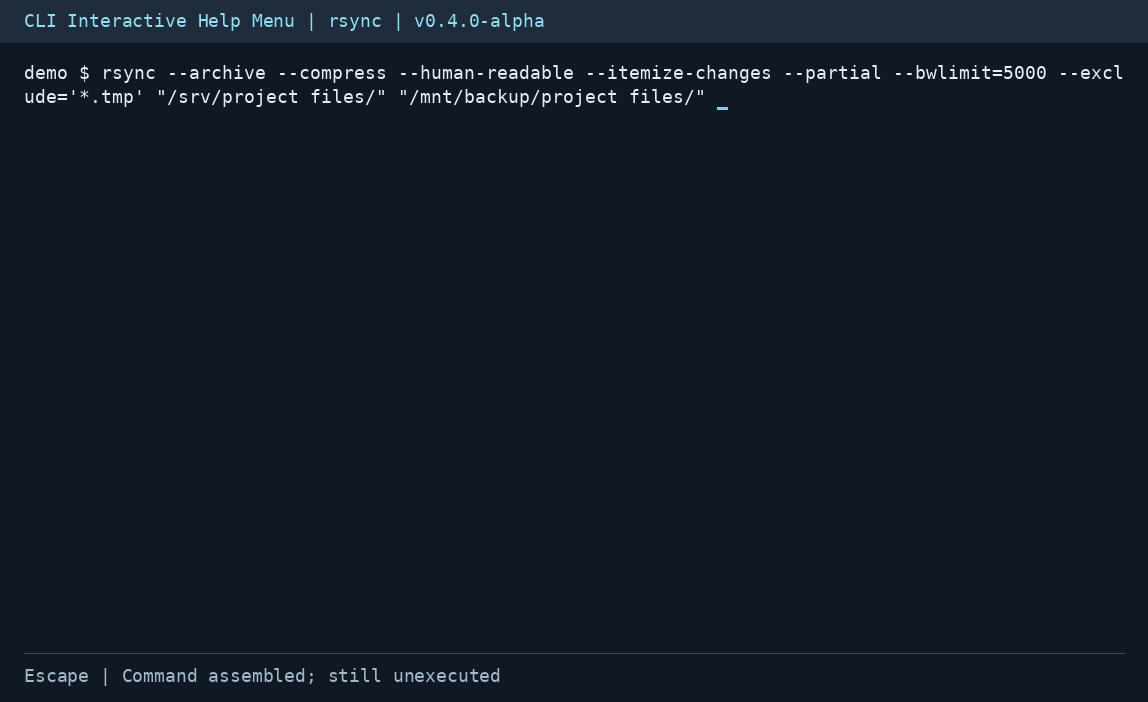 CLI Interactive Help Menu | rsync | v0.4.0-alpha
demo $ rsync --archive --compress --human-readable --itemize-changes --partial --bwlimit=5000 --excl
ude='*.tmp' "/srv/project files/" "/mnt/backup/project files/" _
Escape | Command assembled; still unexecuted